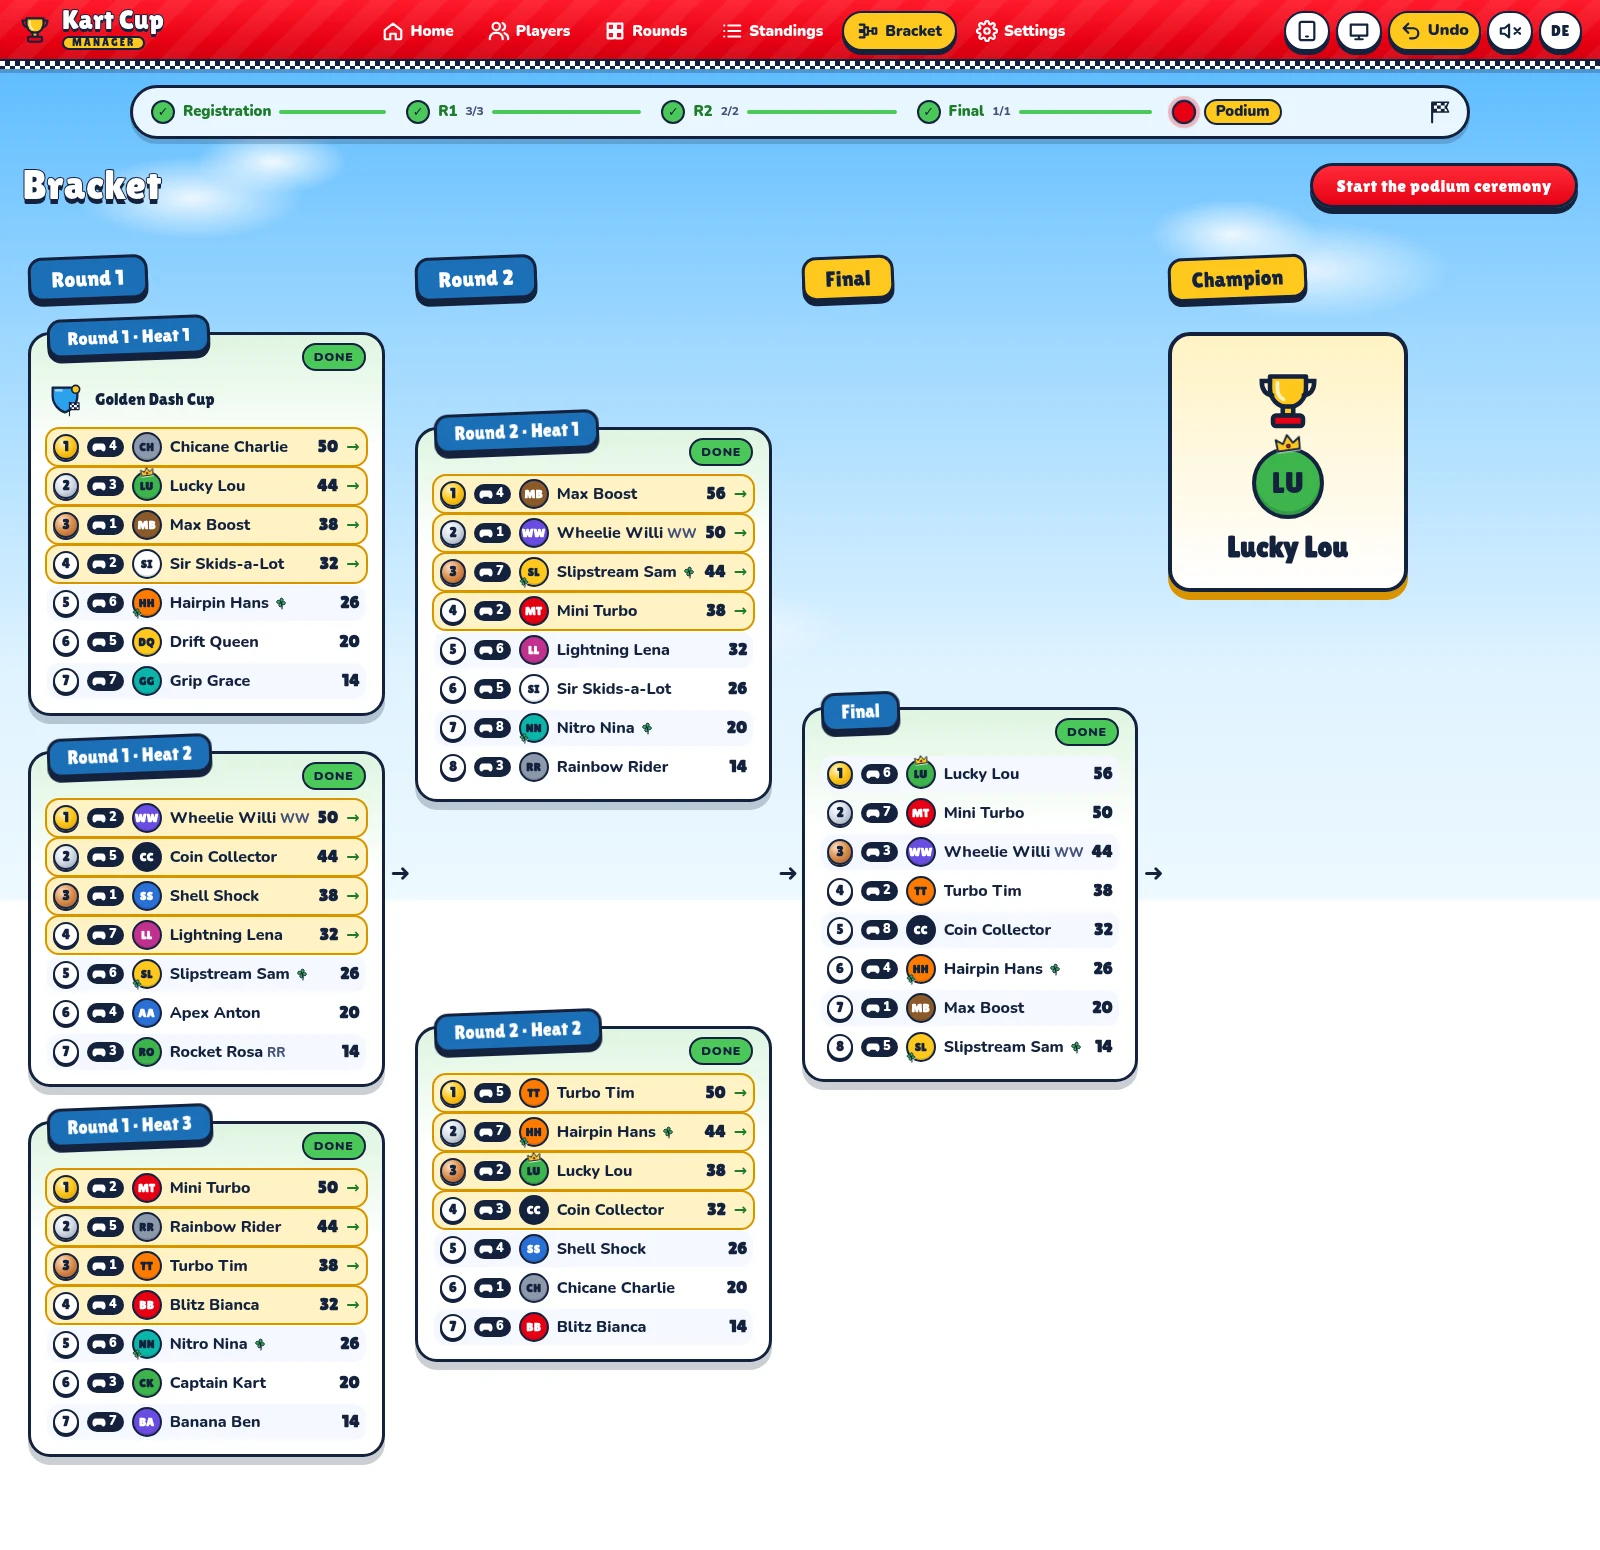 Kart Cup
MANAGER
Home
Players
Rounds
Standings
Bracket
Settings
Undo
DE
Registration
R1 3/3
R2 2/2
Final 1/1
Podium
Bracket
Start the podium ceremony
Round 1
Round 1 · Heat 1
DONE
Golden Dash Cup
1 4 CH Chicane Charlie 50 →
2 3 LU Lucky Lou 44 →
3 1 MB Max Boost 38 →
4 2 SI Sir Skids-a-Lot 32 →
5 6 HH Hairpin Hans 26
6 5 DQ Drift Queen 20
7 7 GG Grip Grace 14
Round 1 · Heat 2
DONE
1 2 WW Wheelie Willi WW 50 →
2 5 CC Coin Collector 44 →
3 1 SS Shell Shock 38 →
4 7 LL Lightning Lena 32 →
5 6 SL Slipstream Sam 26
6 4 AA Apex Anton 20
7 3 RO Rocket Rosa RR 14
Round 1 · Heat 3
DONE
1 2 MT Mini Turbo 50 →
2 5 RR Rainbow Rider 44 →
3 1 TT Turbo Tim 38 →
4 4 BB Blitz Bianca 32 →
5 6 NN Nitro Nina 26
6 3 CK Captain Kart 20
7 7 BA Banana Ben 14
→
Round 2
Round 2 · Heat 1
DONE
1 4 MB Max Boost 56 →
2 1 WW Wheelie Willi WW 50 →
3 7 SL Slipstream Sam 44 →
4 2 MT Mini Turbo 38 →
5 6 LL Lightning Lena 32
6 5 SI Sir Skids-a-Lot 26
7 8 NN Nitro Nina 20
8 3 RR Rainbow Rider 14
Round 2 · Heat 2
DONE
1 5 TT Turbo Tim 50 →
2 7 HH Hairpin Hans 44 →
3 2 LU Lucky Lou 38 →
4 3 CC Coin Collector 32 →
5 4 SS Shell Shock 26
6 1 CH Chicane Charlie 20
7 6 BB Blitz Bianca 14
→
Final
Final
DONE
1 6 LU Lucky Lou 56
2 7 MT Mini Turbo 50
3 3 WW Wheelie Willi WW 44
4 2 TT Turbo Tim 38
5 8 CC Coin Collector 32
6 4 HH Hairpin Hans 26
7 1 MB Max Boost 20
8 5 SL Slipstream Sam 14
→
Champion
LU
Lucky Lou